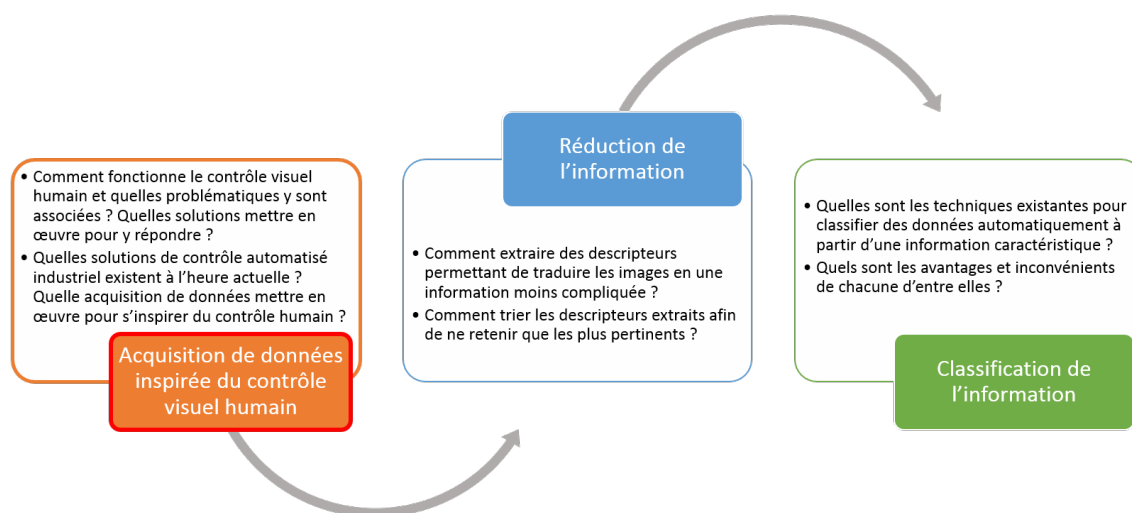 • Comment fonctionne le contrôle visuel
humain et quelles problématiques y sont
associées ? Quelles solutions mettre en
œuvre pour y répondre ?
• Quelles solutions de contrôle automatisé
industriel existent à l'heure actuelle ?
Quelle acquisition de données mettre en
œuvre pour s'inspirer du contrôle humain ?
Acquisition de données
inspirée du contrôle
visuel humain
Réduction de
l'information
• Comment extraire des descripteurs
permettant de traduire les images en une
information moins compliquée ?
• Comment trier les descripteurs extraits afin
de ne retenir que les plus pertinents ?
• Quelles sont les techniques existantes pour
classifier des données automatiquement à
partir d'une information caractéristique ?
• Quels sont les avantages et inconvénients
de chacune d'entre elles ?
Classification de
l'information